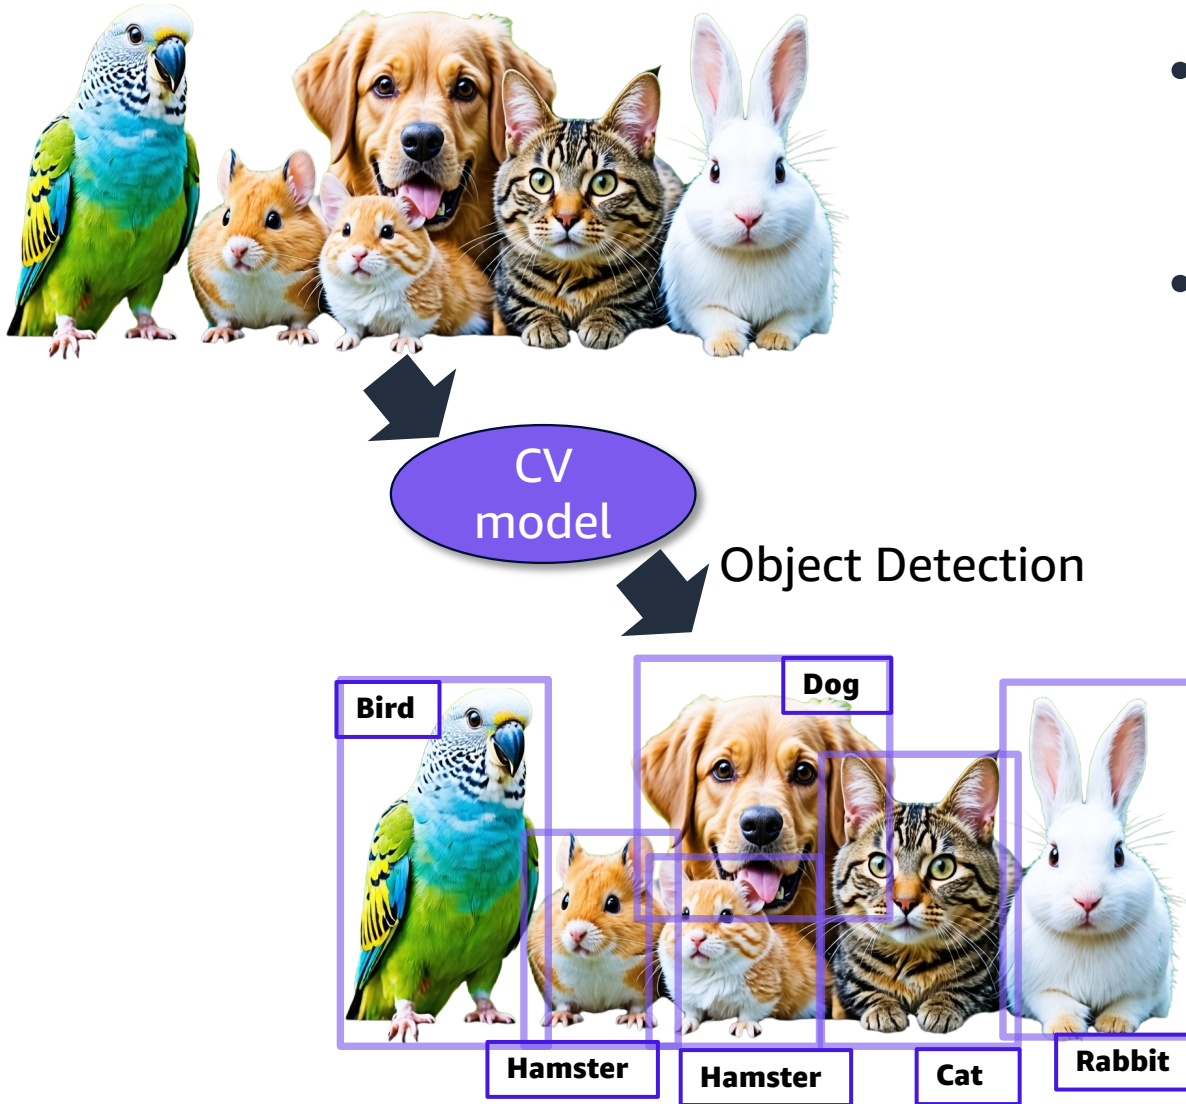 CV
model
Object Detection
Dog
Bird
Hamster
Hamster
Cat
Rabbit